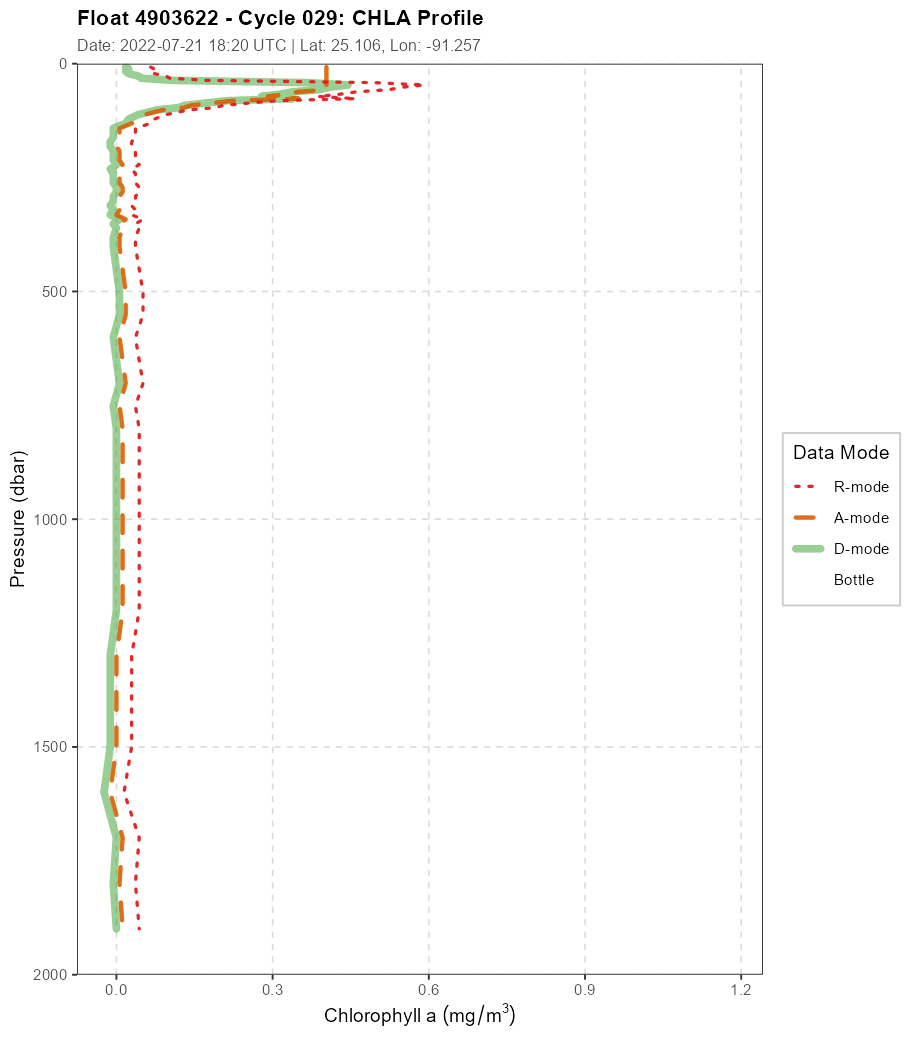 Float 4903622 - Cycle 029: CHLA Profile
Date: 2022-07-21 18:20 UTC | Lat: 25.106, Lon: -91.257
0
500
1000
1500
2000
Pressure (dbar)
0.0 0.3 0.6 0.9 1.2
Chlorophyll a (mg/m³)
Data Mode
R-mode
A-mode
D-mode
Bottle